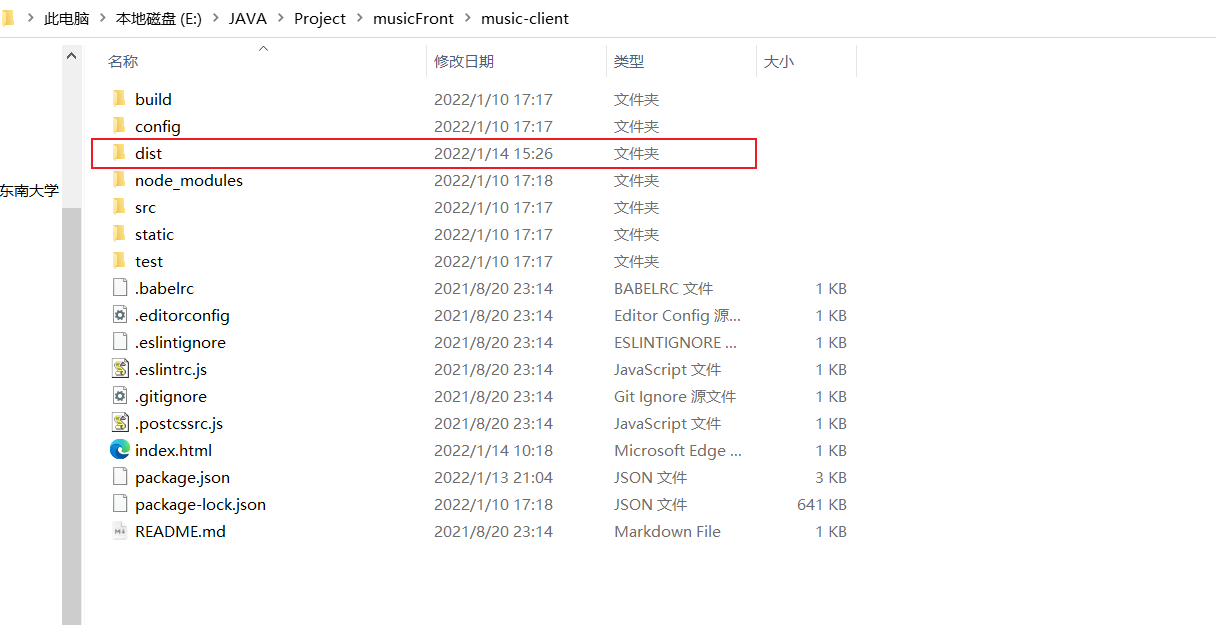 此电脑 本地磁盘 (E:) JAVA Project musicFront music-client
名称 修改日期 类型 大小
build 2022/1/10 17:17 文件夹
config 2022/1/10 17:17 文件夹
dist 2022/1/14 15:26 文件夹
node_modules 2022/1/10 17:18 文件夹
东南大学
src 2022/1/10 17:17 文件夹
static 2022/1/10 17:17 文件夹
test 2022/1/10 17:17 文件夹
.babelrc 2021/8/20 23:14 BABELRC 文件 1 KB
.editorconfig 2021/8/20 23:14 Editor Config 源... 1 KB
.eslintignore 2021/8/20 23:14 ESLINTIGNORE ... 1 KB
.eslintrc.js 2021/8/20 23:14 JavaScript 文件 1 KB
.gitignore 2021/8/20 23:14 Git Ignore 源文件 1 KB
.postcssrc.js 2021/8/20 23:14 JavaScript 文件 1 KB
index.html 2022/1/14 10:18 Microsoft Edge ... 1 KB
package.json 2022/1/13 21:04 JSON 文件 3 KB
package-lock.json 2022/1/10 17:18 JSON 文件 641 KB
README.md 2021/8/20 23:14 Markdown File 1 KB